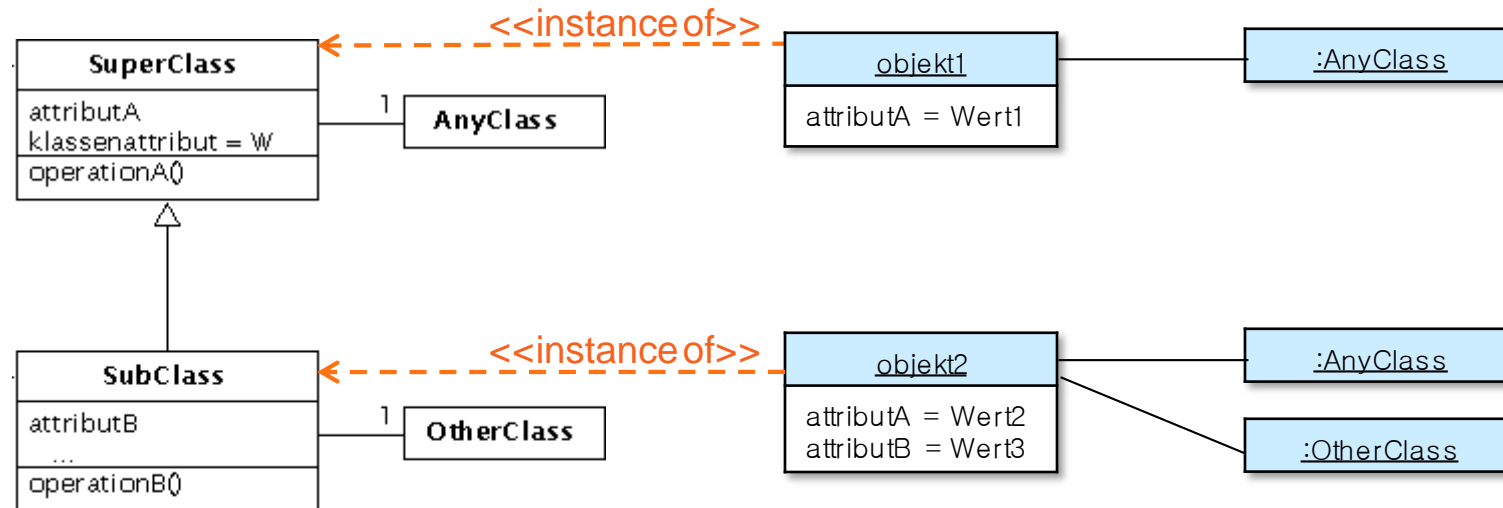 <<instance of>>
SuperClass
attributA
klassenattribut = W
operationA()
1
AnyClass
objekt1
attributA = Wert1
:AnyClass
<<instance of>>
SubClass
attributB
...
operationB()
1
OtherClass
objekt2
attributA = Wert2
attributB = Wert3
:AnyClass
:OtherClass